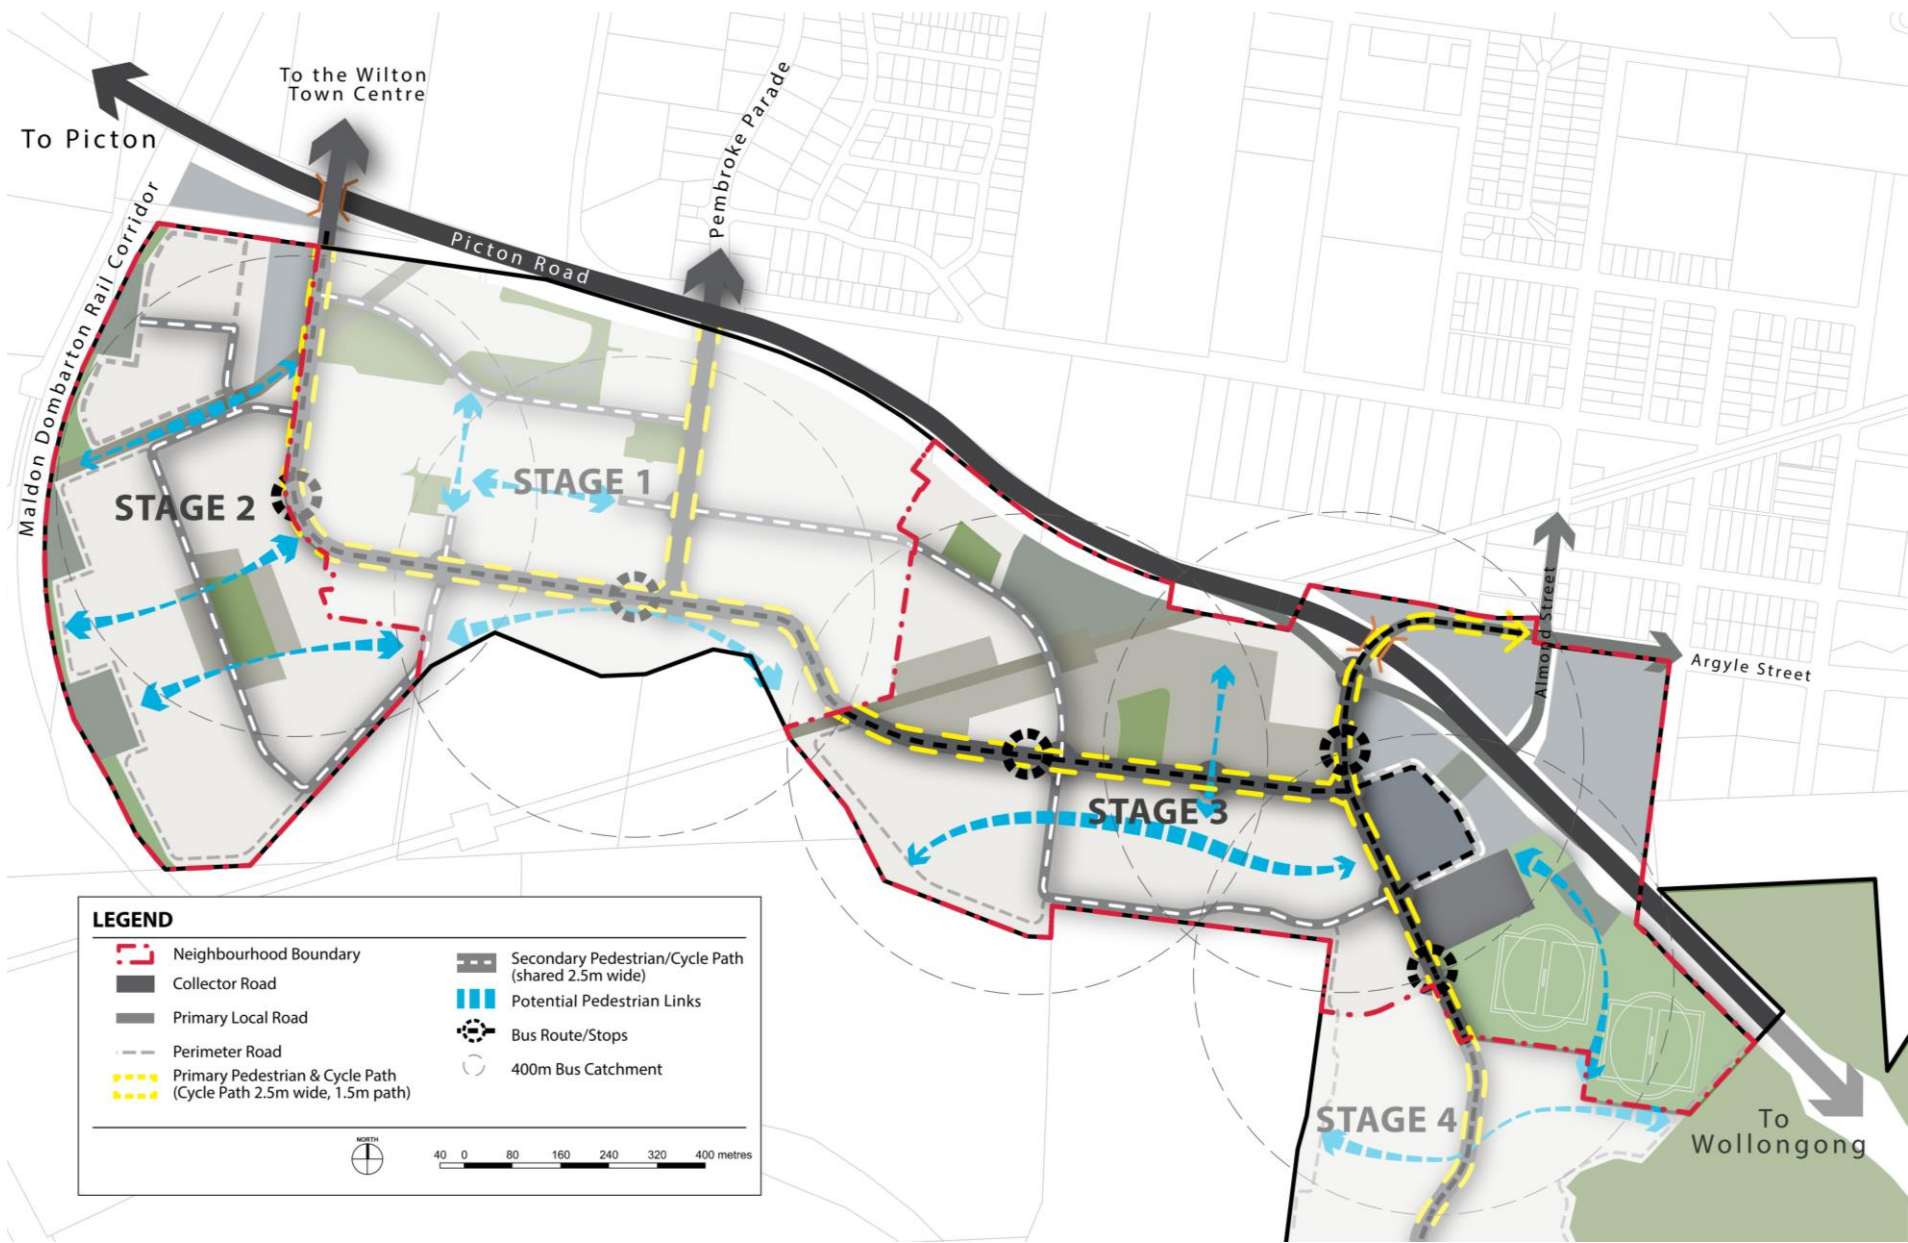 To the Wilton
Town Centre
To Picton
Pembroke Parade
Maldon Dombarton Rail Corridor
Picton Road
STAGE 1
STAGE 2
Almond Street
Argyle Street
STAGE 3
STAGE 4
To
Wollongong
LEGEND
Neighbourhood Boundary
Collector Road
Primary Local Road
Perimeter Road
Primary Pedestrian & Cycle Path
(Cycle Path 2.5m wide, 1.5m path)
Secondary Pedestrian/Cycle Path
(shared 2.5m wide)
Potential Pedestrian Links
Bus Route/Stops
400m Bus Catchment
NORTH
40 0 80 160 240 320 400 metres